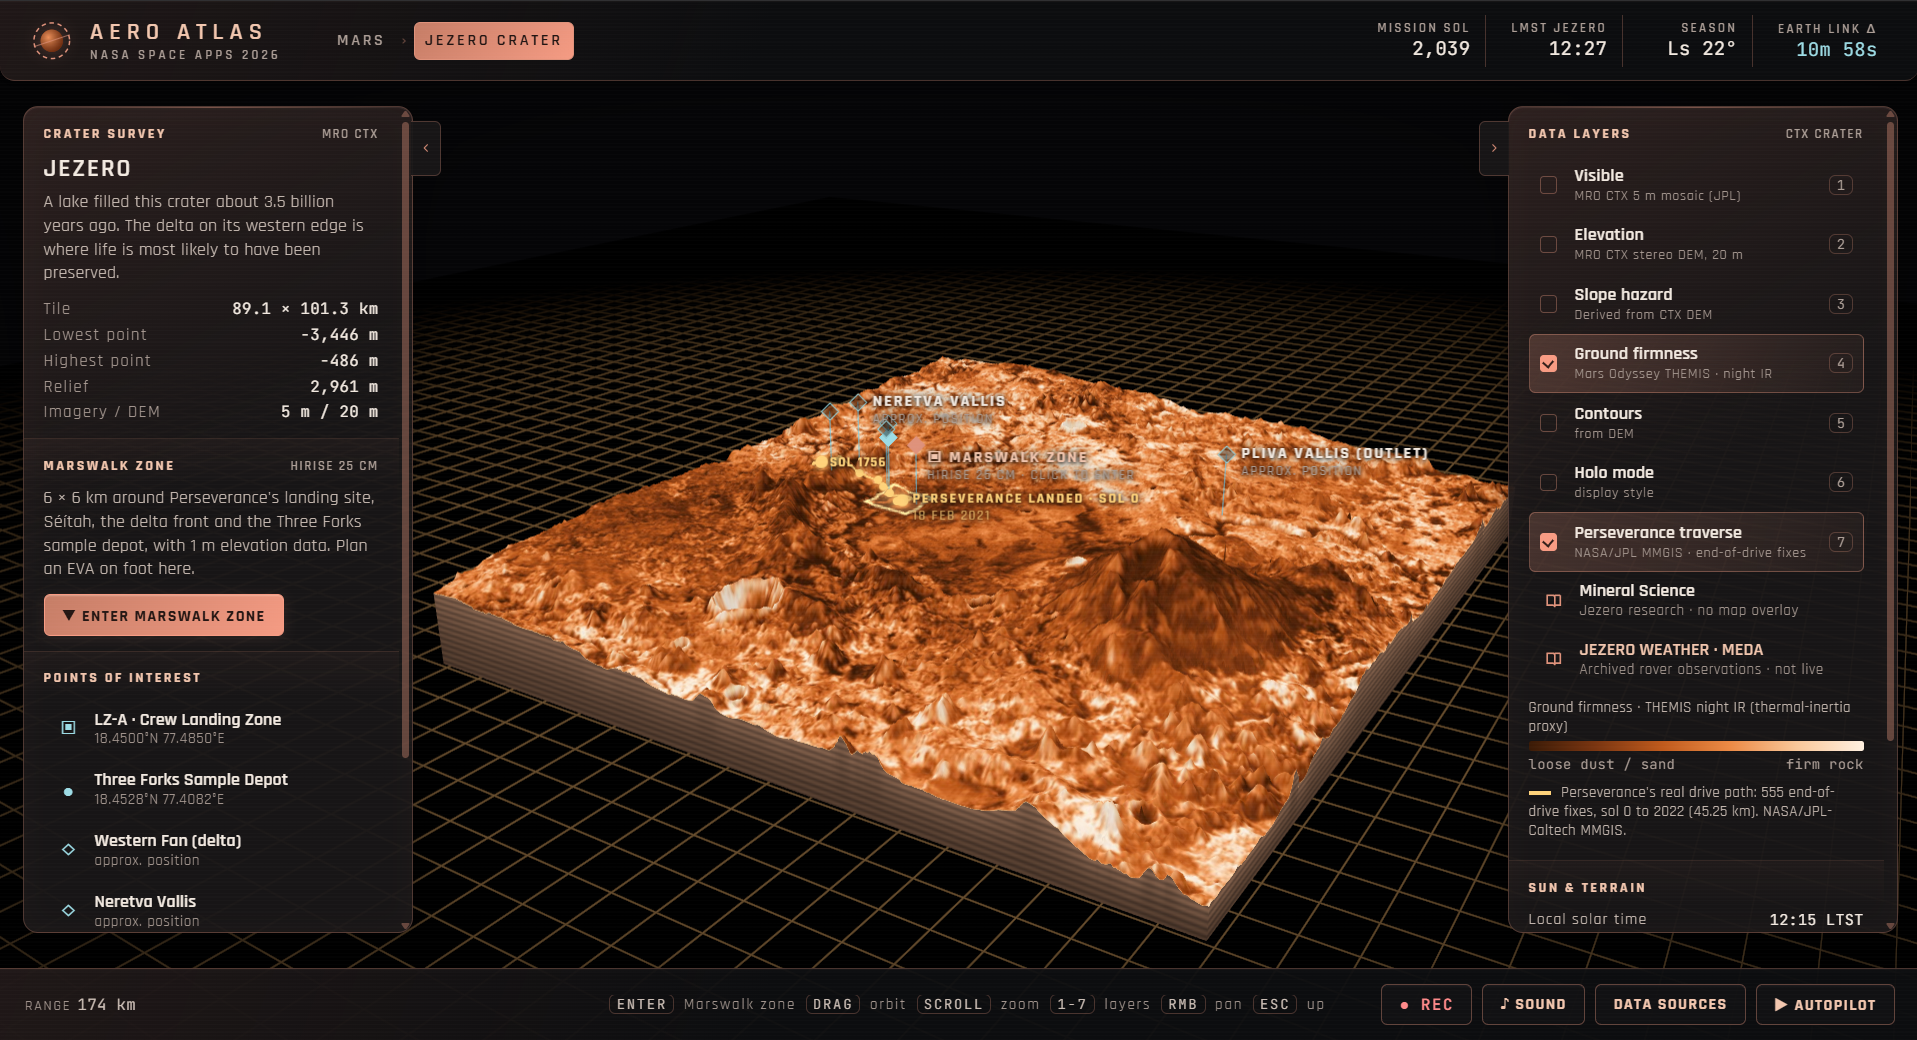 AERO ATLAS
NASA SPACE APPS 2026
MARS › JEZERO CRATER
MISSION SOL
2,039
LMST JEZERO
12:27
SEASON
Ls 22°
EARTH LINK Δ
10m 58s
CRATER SURVEY
MRO CTX
JEZERO
A lake filled this crater about 3.5 billion
years ago. The delta on its western edge is
where life is most likely to have been
preserved.
Tile 89.1 × 101.3 km
Lowest point -3,446 m
Highest point -486 m
Relief 2,961 m
Imagery / DEM 5 m / 20 m
MARSWALK ZONE
HIRISE 25 CM
6 × 6 km around Perseverance's landing site,
Séítah, the delta front and the Three Forks
sample depot, with 1 m elevation data. Plan
an EVA on foot here.
▼ ENTER MARSWALK ZONE
POINTS OF INTEREST
LZ-A · Crew Landing Zone
18.4500°N 77.4850°E
Three Forks Sample Depot
18.4528°N 77.4082°E
Western Fan (delta)
approx. position
Neretva Vallis
approx. position
NERETVA VALLIS
APPROX. POSITION
SOL 1756
MARSWALK ZONE
HIRISE 25 CM
PERSEVERANCE LANDED · SOL 0
18 FEB 2021
PLIVA VALLIS (OUTLET)
APPROX. POSITION
DATA LAYERS
CTX CRATER
Visible
MRO CTX 5 m mosaic (JPL)
1
Elevation
MRO CTX stereo DEM, 20 m
2
Slope hazard
Derived from CTX DEM
3
Ground firmness
Mars Odyssey THEMIS · night IR
4
Contours
from DEM
5
Holo mode
display style
6
Perseverance traverse
NASA/JPL MMGIS · end-of-drive fixes
7
Mineral Science
Jezero research · no map overlay
JEZERO WEATHER · MEDA
Archived rover observations · not live
Ground firmness · THEMIS night IR (thermal-inertia
proxy)
loose dust / sand firm rock
Perseverance's real drive path: 555 end-of-
drive fixes, sol 0 to 2022 (45.25 km). NASA/JPL-
Caltech MMGIS.
SUN & TERRAIN
Local solar time 12:15 LTST
RANGE 174 km
ENTER Marswalk zone DRAG orbit SCROLL zoom 1-7 layers RMB pan ESC up
● REC
♪ SOUND
DATA SOURCES
▶ AUTOPILOT